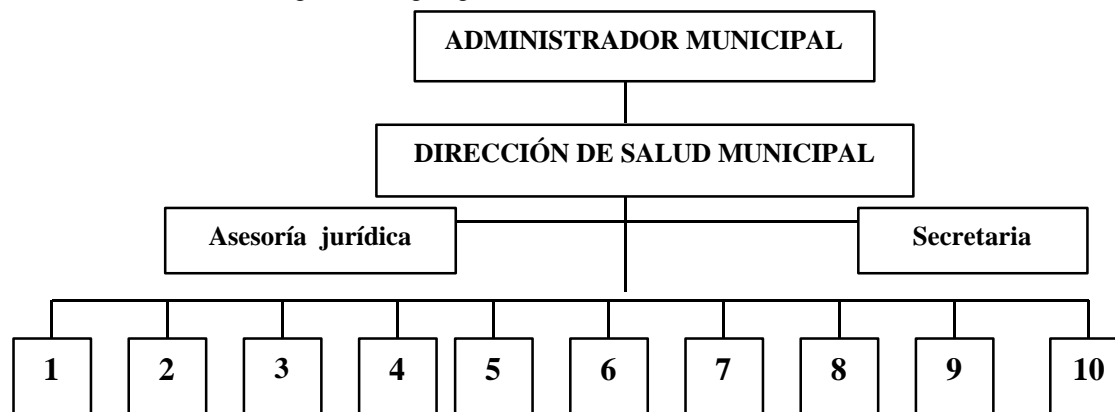 ADMINISTRADOR MUNICIPAL
DIRECCIÓN DE SALUD MUNICIPAL
Asesoría jurídica
Secretaria
1 2 3 4 5 6 7 8 9 10